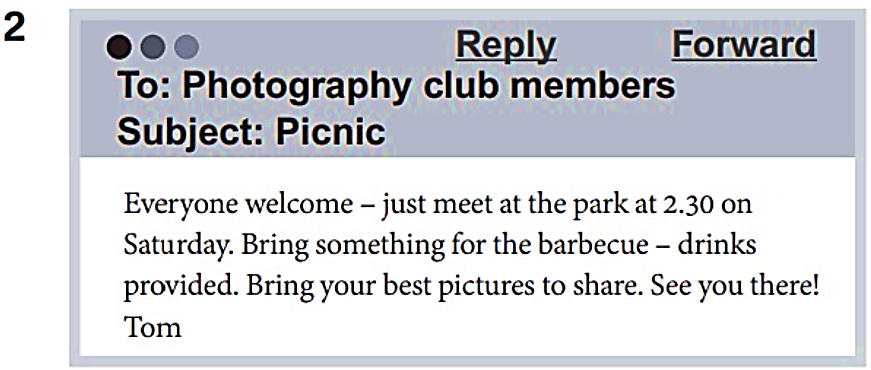 2
Reply Forward
To: Photography club members
Subject: Picnic
Everyone welcome – just meet at the park at 2.30 on
Saturday. Bring something for the barbecue – drinks
provided. Bring your best pictures to share. See you there!
Tom